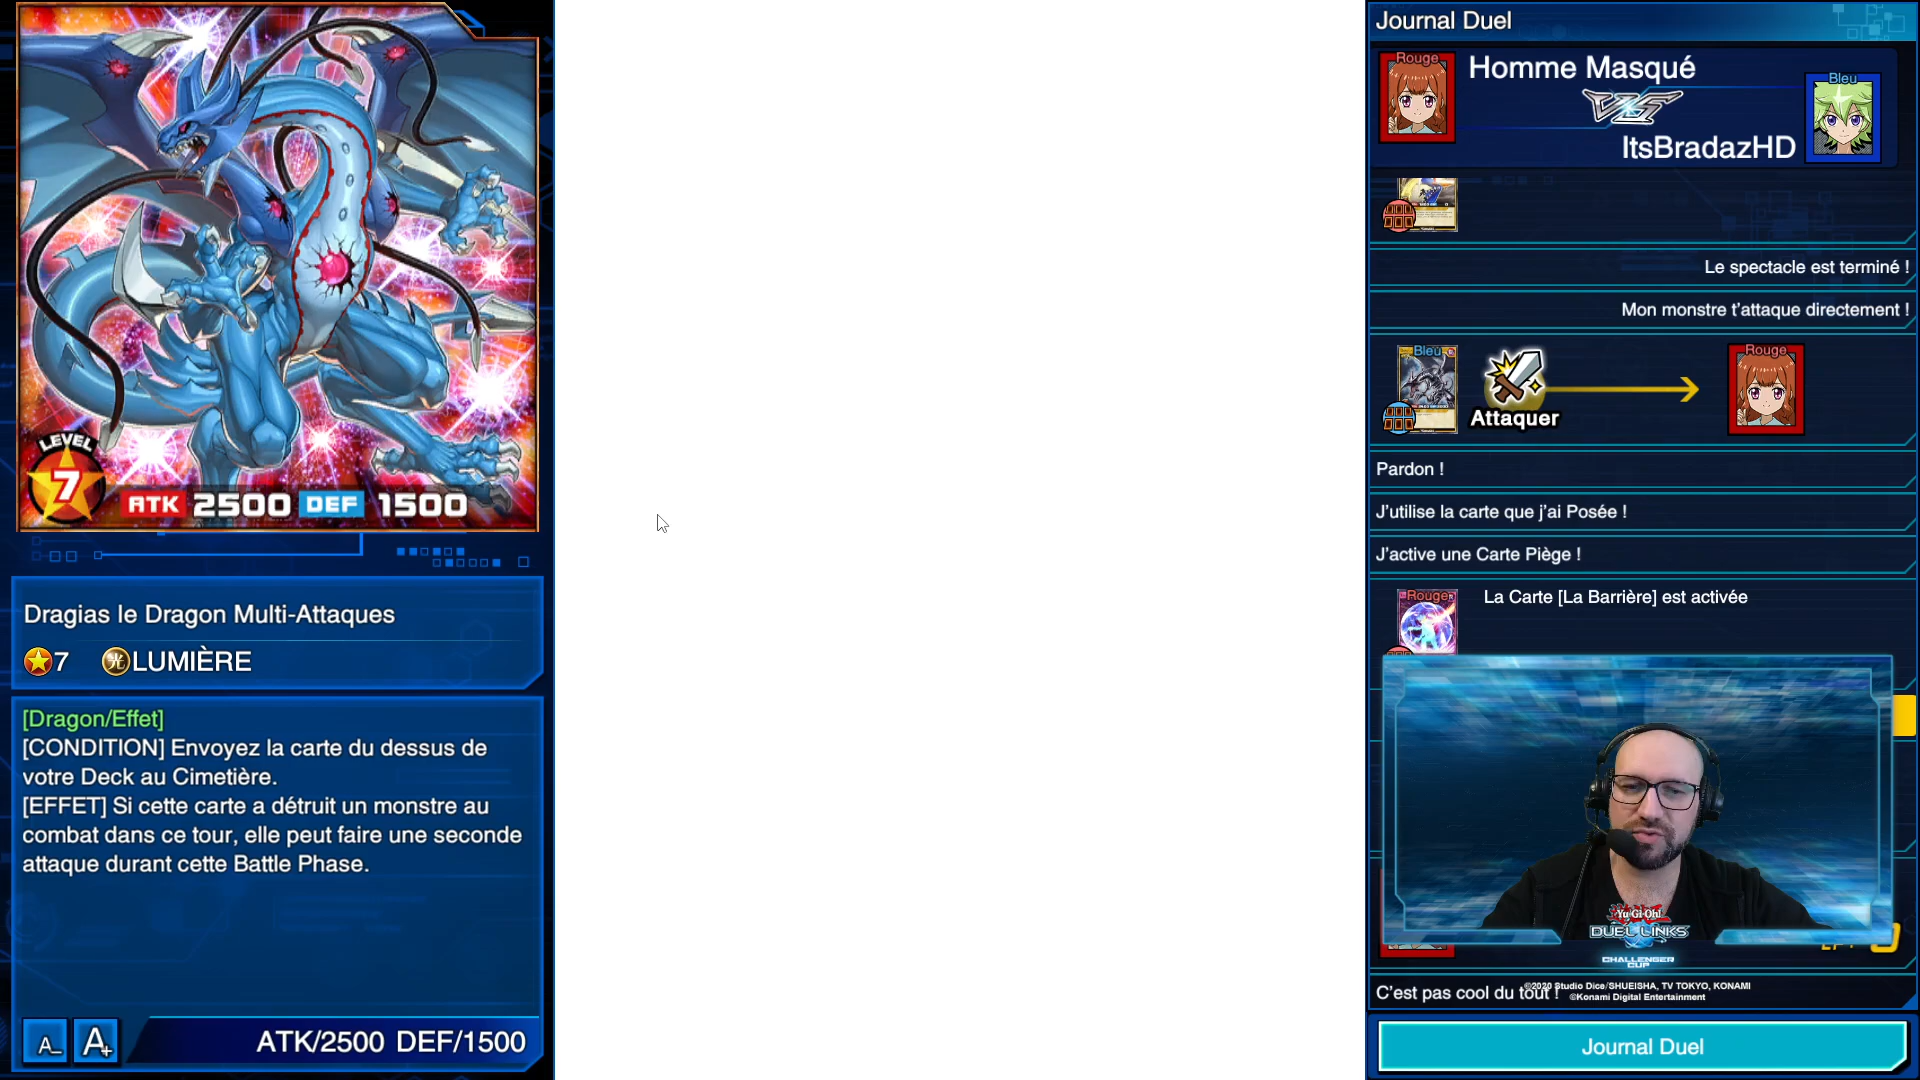 LEVEL
7
ATK 2500 DEF 1500
Dragias le Dragon Multi-Attaques
7 光 LUMIÈRE
[Dragon/Effet]
[CONDITION] Envoyez la carte du dessus de
votre Deck au Cimetière.
[EFFET] Si cette carte a détruit un monstre au
combat dans ce tour, elle peut faire une seconde
attaque durant cette Battle Phase.
A- A+ ATK/2500 DEF/1500
Journal Duel
Rouge
Homme Masqué
VS
Bleu
ItsBradazHD
Le spectacle est terminé !
Mon monstre t'attaque directement !
Bleu
Attaquer
Rouge
Pardon !
J'utilise la carte que j'ai Posée !
J'active une Carte Piège !
Rouge
La Carte [La Barrière] est activée
Yu-Gi-Oh!
DUEL LINKS
CHALLENGER
CUP
C'est pas cool du tout !
©2020 Studio Dice/SHUEISHA, TV TOKYO, KONAMI
©Konami Digital Entertainment
Journal Duel